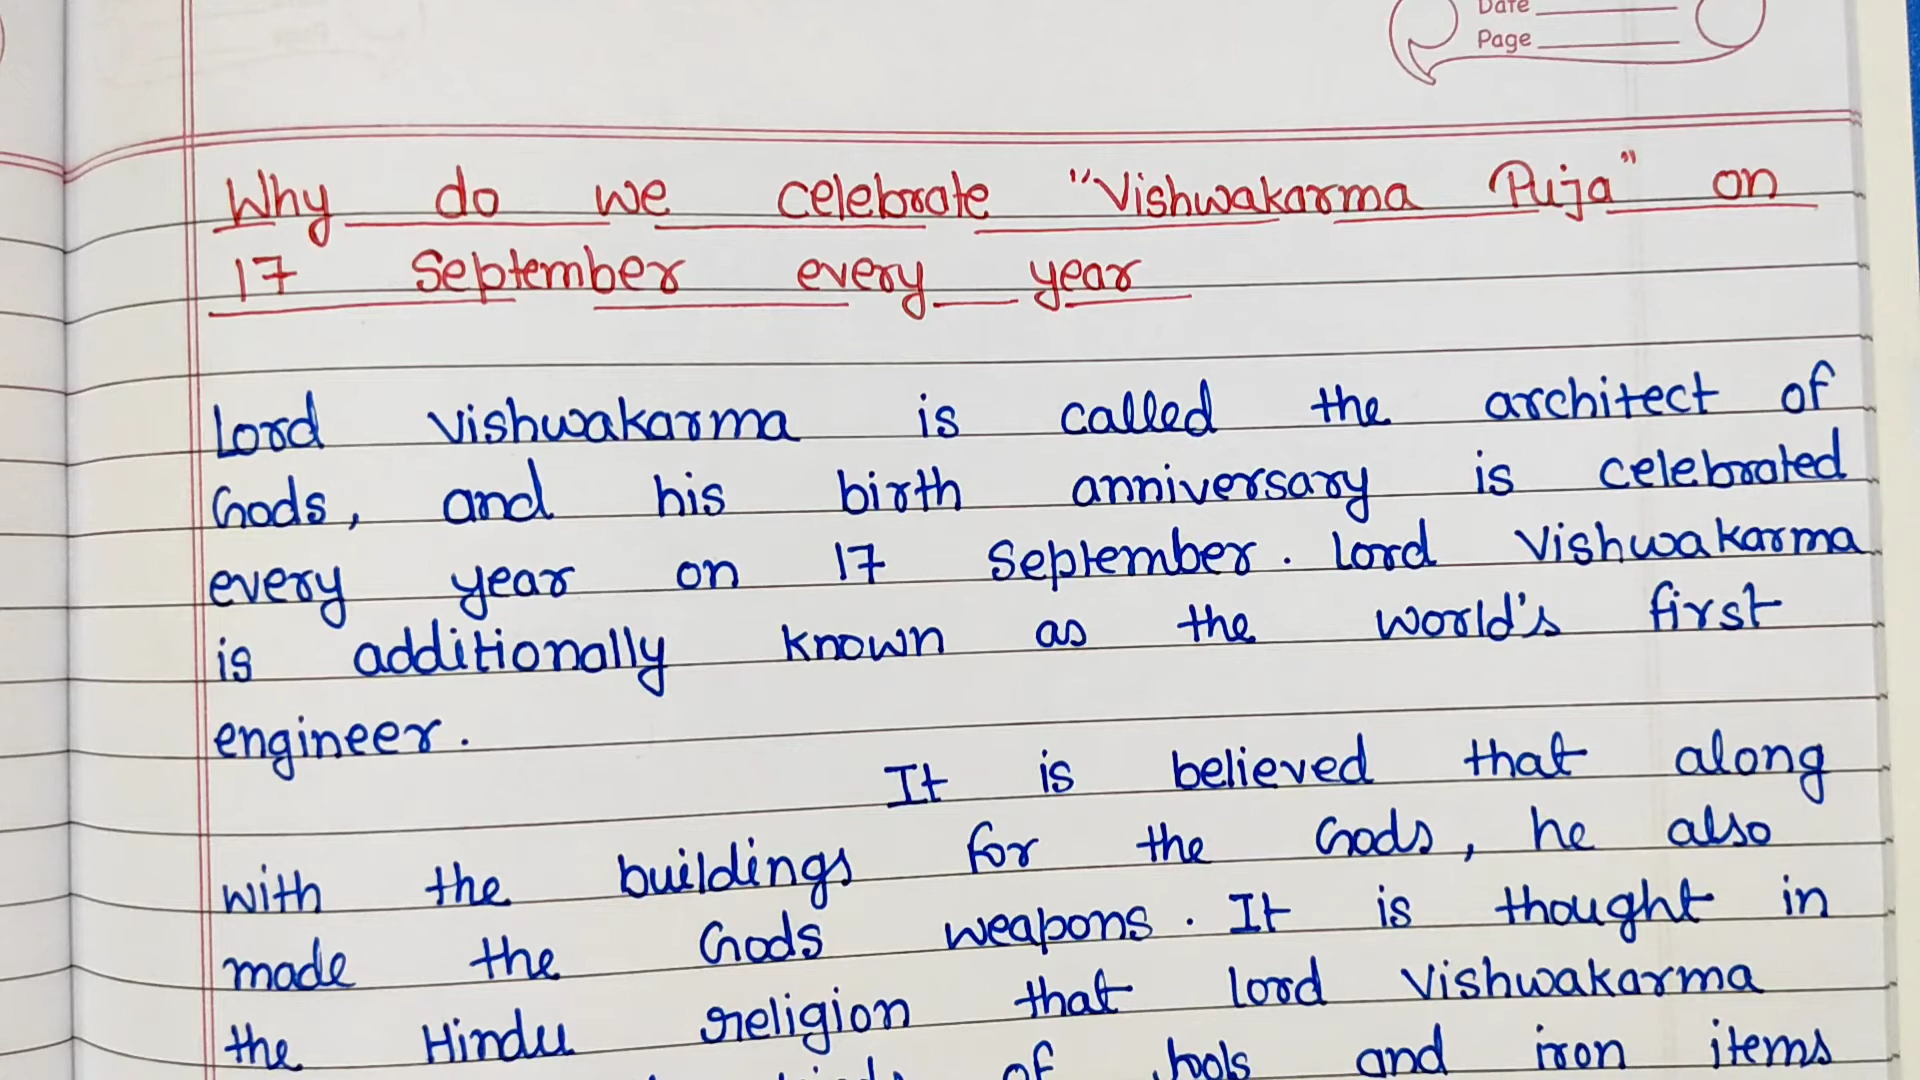 Date
Page
Why do we celebrate "Vishwakarma Puja" on
17 September every year
Lord Vishwakarma is called the architect of
Gods, and his birth anniversary is celebrated
every year on 17 September. Lord Vishwakarma
is additionally known as the world's first
engineer.
It is believed that along
with the buildings for the Gods, he also
made the Gods weapons. It is thought in
the Hindu religion that lord Vishwakarma
of tools and iron items